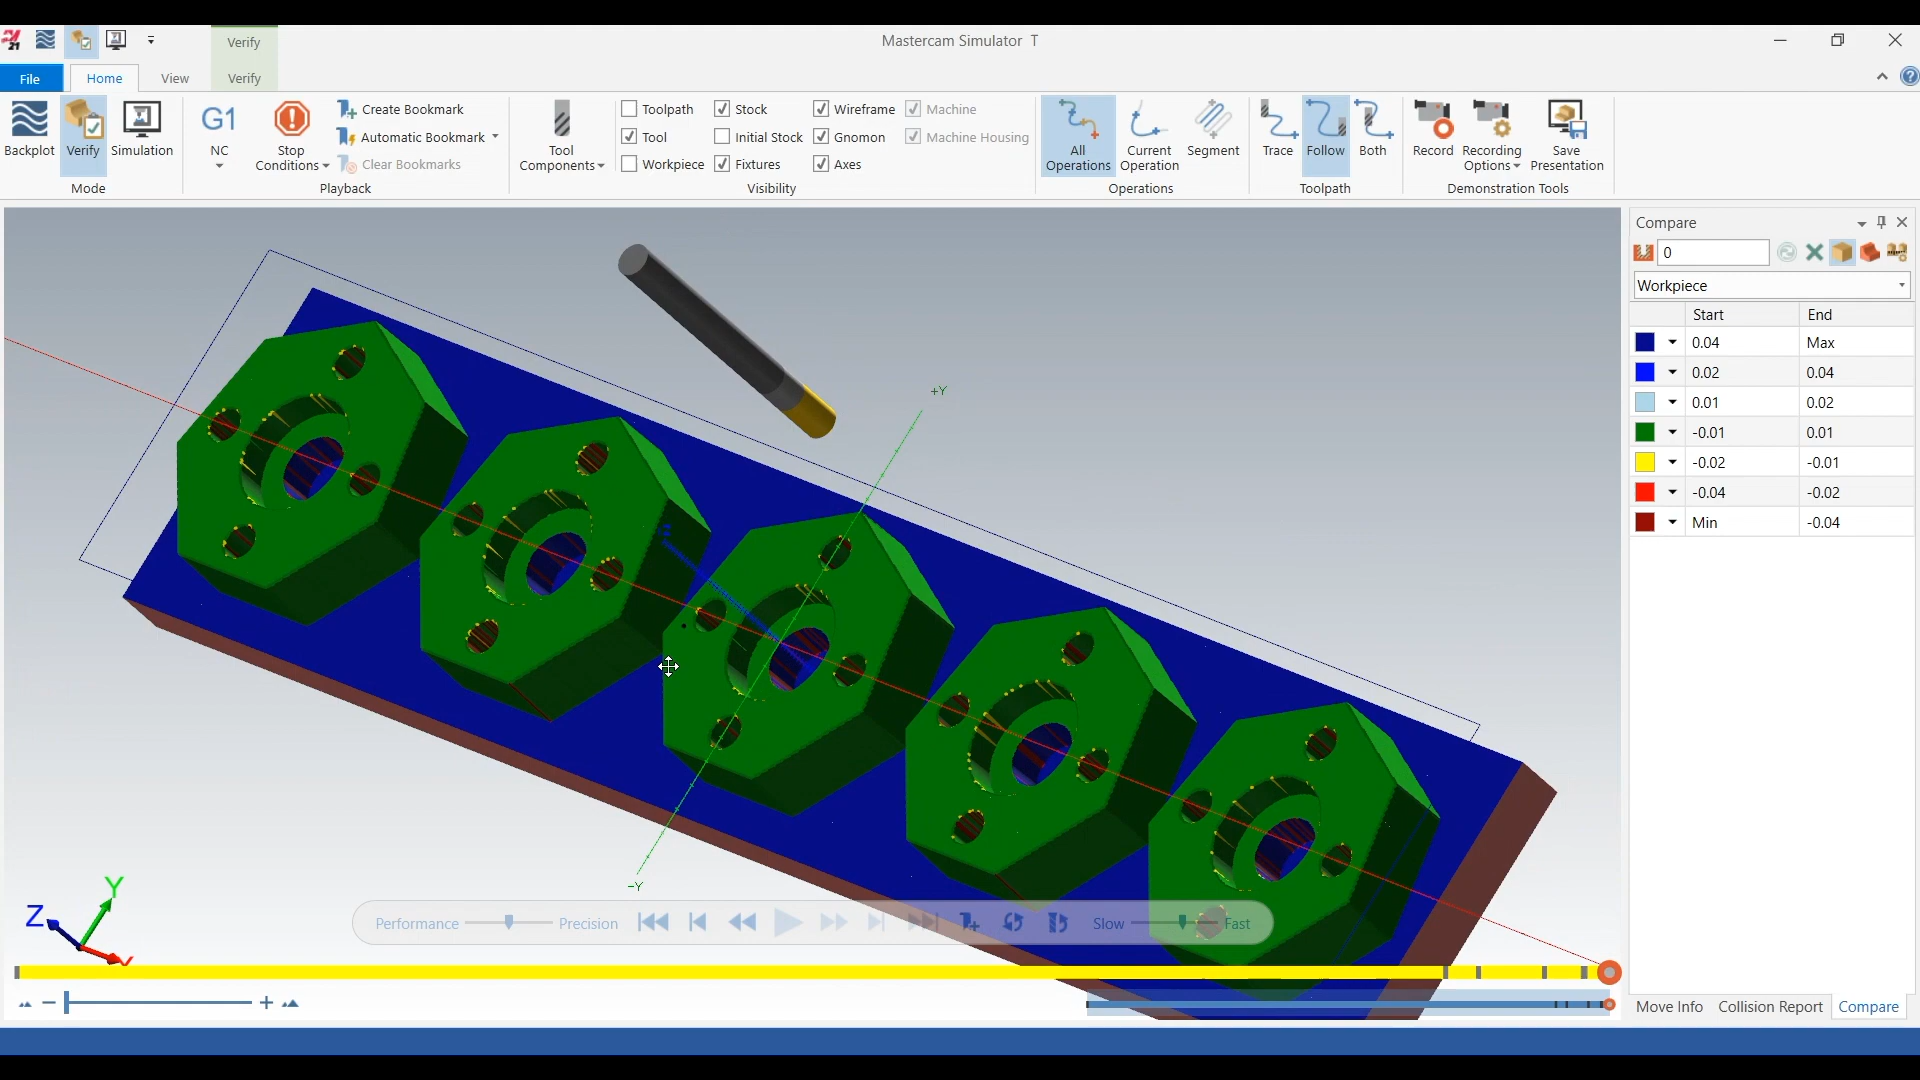 21
Verify
Mastercam Simulator T
File
Home
View
Verify
Backplot
Verify
Simulation
Mode
G1
NC
Stop
Conditions
Create Bookmark
Automatic Bookmark
Clear Bookmarks
Playback
Tool
Components
Toolpath
Tool
Workpiece
Stock
Initial Stock
Fixtures
Wireframe
Gnomon
Axes
Machine
Machine Housing
Visibility
All
Operations
Current
Operation
Segment
Operations
Trace
Follow
Both
Toolpath
Record
Recording
Options
Save
Presentation
Demonstration Tools
Compare
0
Workpiece
Start End
0.04 Max
0.02 0.04
0.01 0.02
-0.01 0.01
-0.02 -0.01
-0.04 -0.02
Min -0.04
+Y
-Y
Y
Z
Performance Precision
Slow Fast
Move Info Collision Report Compare